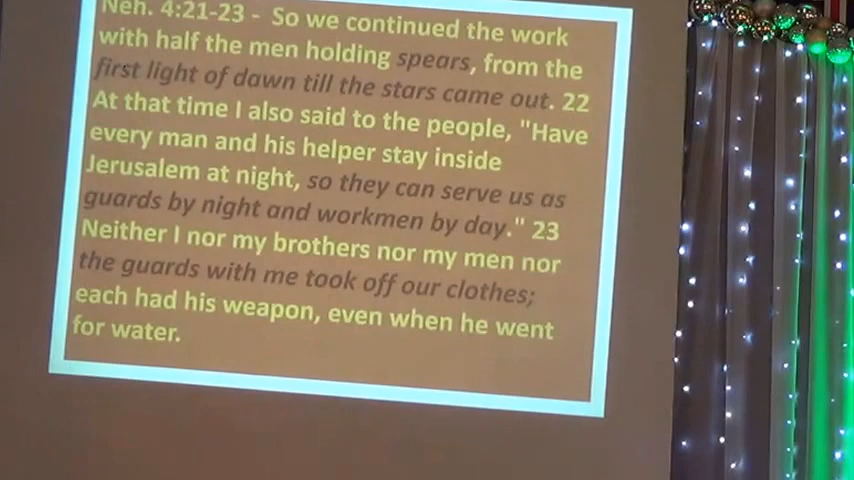 Neh. 4:21-23 - So we continued the work
with half the men holding spears, from the
first light of dawn till the stars came out. 22
At that time I also said to the people, "Have
every man and his helper stay inside
Jerusalem at night, so they can serve us as
guards by night and workmen by day." 23
Neither I nor my brothers nor my men nor
the guards with me took off our clothes;
each had his weapon, even when he went
for water.